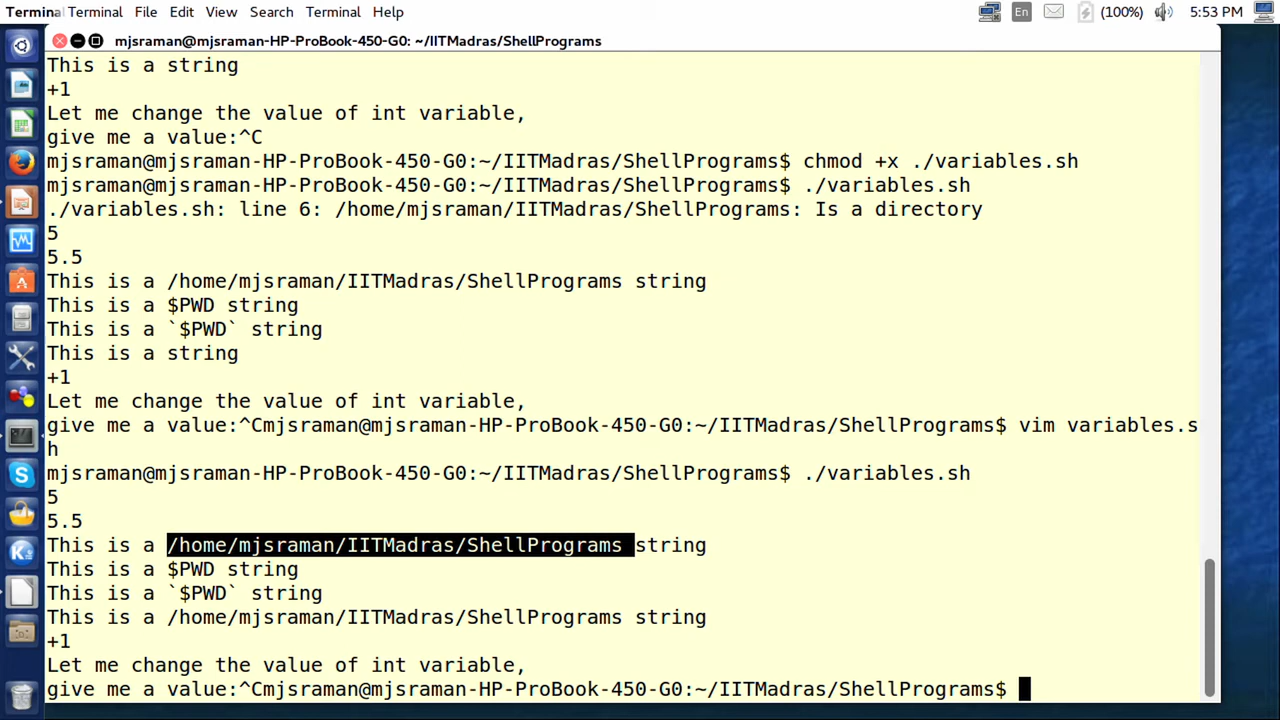 Terminal Terminal File Edit View Search Terminal Help En (100%) 5:53 PM
mjsraman@mjsraman-HP-ProBook-450-G0: ~/IITMadras/ShellPrograms
This is a string
+1
Let me change the value of int variable,
give me a value:^C
mjsraman@mjsraman-HP-ProBook-450-G0:~/IITMadras/ShellPrograms$ chmod +x ./variables.sh
mjsraman@mjsraman-HP-ProBook-450-G0:~/IITMadras/ShellPrograms$ ./variables.sh
./variables.sh: line 6: /home/mjsraman/IITMadras/ShellPrograms: Is a directory
5
5.5
This is a /home/mjsraman/IITMadras/ShellPrograms string
This is a $PWD string
This is a `$PWD` string
This is a string
+1
Let me change the value of int variable,
give me a value:^Cmjsraman@mjsraman-HP-ProBook-450-G0:~/IITMadras/ShellPrograms$ vim variables.s
h
mjsraman@mjsraman-HP-ProBook-450-G0:~/IITMadras/ShellPrograms$ ./variables.sh
5
5.5
This is a /home/mjsraman/IITMadras/ShellPrograms string
This is a $PWD string
This is a `$PWD` string
This is a /home/mjsraman/IITMadras/ShellPrograms string
+1
Let me change the value of int variable,
give me a value:^Cmjsraman@mjsraman-HP-ProBook-450-G0:~/IITMadras/ShellPrograms$